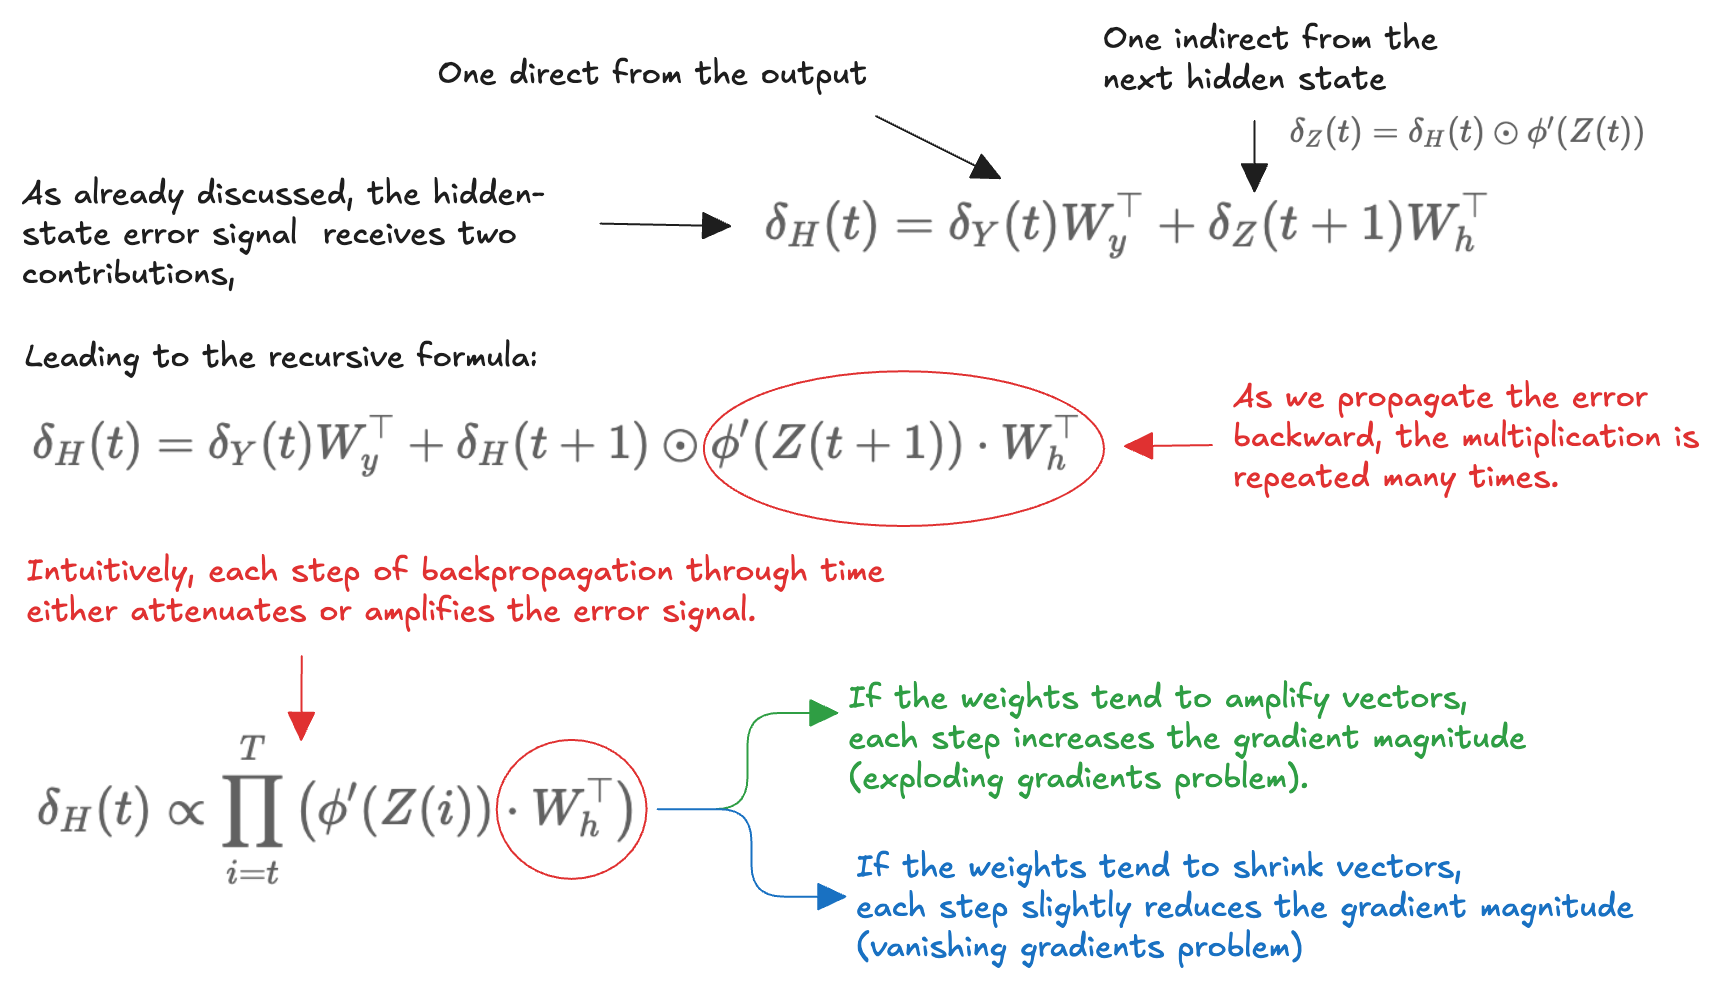 One direct from the output
One indirect from the
next hidden state
δ_Z(t) = δ_H(t) ⊙ ϕ′(Z(t))
As already discussed, the hidden-
state error signal receives two
contributions,
δ_H(t) = δ_Y(t)W_y^⊤ + δ_Z(t + 1)W_h^⊤
Leading to the recursive formula:
δ_H(t) = δ_Y(t)W_y^⊤ + δ_H(t + 1) ⊙ ϕ′(Z(t + 1)) · W_h^⊤
As we propagate the error
backward, the multiplication is
repeated many times.
Intuitively, each step of backpropagation through time
either attenuates or amplifies the error signal.
δ_H(t) ∝ ∏_{i=t}^{T} (ϕ′(Z(i)) · W_h^⊤)
If the weights tend to amplify vectors,
each step increases the gradient magnitude
(exploding gradients problem).
If the weights tend to shrink vectors,
each step slightly reduces the gradient magnitude
(vanishing gradients problem)